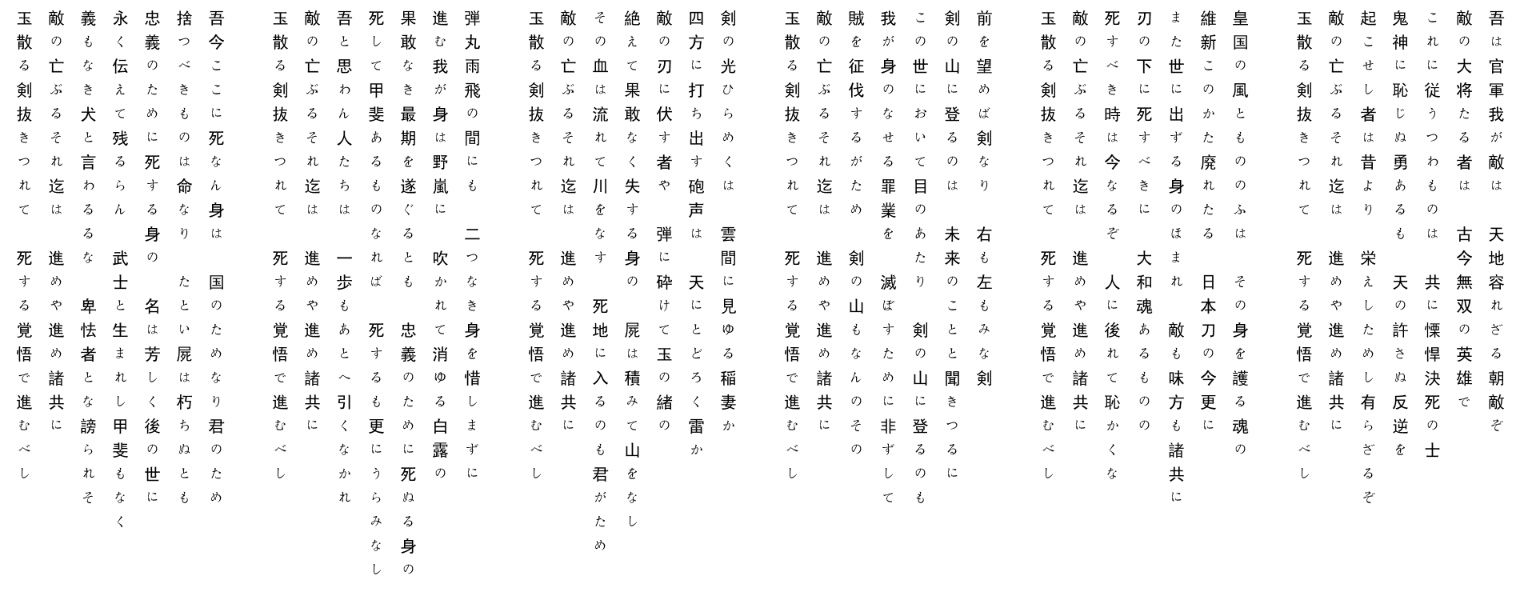 吾は官軍我が敵は　天地容れざる朝敵ぞ
敵の大将たる者は　古今無双の英雄で
これに従うつわものは　共に慓悍決死の士
鬼神に恥じぬ勇あるも　天の許さぬ反逆を
起こせし者は昔より　栄えしためし有らざるぞ
敵の亡ぶるそれ迄は　進めや進め諸共に
玉散る剣抜きつれて　死する覚悟で進むべし
皇国の風ともののふは　その身を護る魂の
維新このかた廃れたる　日本刀の今更に
また世に出ずる身のほまれ　敵も味方も諸共に
刃の下に死すべきに　大和魂あるものの
死すべき時は今なるぞ　人に後れて恥かくな
敵の亡ぶるそれ迄は　進めや進め諸共に
玉散る剣抜きつれて　死する覚悟で進むべし
前を望めば剣なり　右も左もみな剣
剣の山に登るのは　未来のことと聞きつるに
この世において目のあたり　剣の山に登るのも
我が身のなせる罪業を　滅ぼすために非ずして
賊を征伐するがため　剣の山もなんのその
敵の亡ぶるそれ迄は　進めや進め諸共に
玉散る剣抜きつれて　死する覚悟で進むべし
剣の光ひらめくは　雲間に見ゆる稲妻か
四方に打ち出す砲声は　天にとどろく雷か
敵の刃に伏す者や　弾に砕けて玉の緒の
絶えて果敢なく失する身の　屍は積みて山をなし
その血は流れて川をなす　死地に入るのも君がため
敵の亡ぶるそれ迄は　進めや進め諸共に
玉散る剣抜きつれて　死する覚悟で進むべし
弾丸雨飛の間にも　二つなき身を惜しまずに
進む我が身は野嵐に　吹かれて消ゆる白露の
果敢なき最期を遂ぐるとも　忠義のために死ぬる身の
死して甲斐あるものなれば　死するも更にうらみなし
吾と思わん人たちは　一歩もあとへ引くなかれ
敵の亡ぶるそれ迄は　進めや進め諸共に
玉散る剣抜きつれて　死する覚悟で進むべし
吾今ここに死なん身は　国のためなり君のため
捨つべきものは命なり　たとい屍は朽ちぬとも
忠義のために死する身の　名は芳しく後の世に
永く伝えて残るらん　武士と生まれし甲斐もなく
義もなき犬と言わるるな　卑怯者とな謗られそ
敵の亡ぶるそれ迄は　進めや進め諸共に
玉散る剣抜きつれて　死する覚悟で進むべし